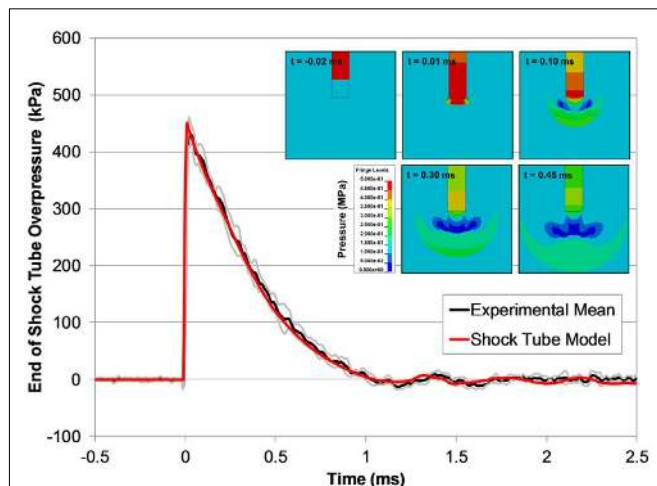 600
500
400
300
200
100
0
-100
End of Shock Tube Overpressure (kPa)
-0.5
0
0.5
1
1.5
2
2.5
Time (ms)
t = -0.02 ms
t = 0.01 ms
t = 0.10 ms
t = 0.30 ms
t = 0.45 ms
Pressure (MPa)
Fringe Levels
Experimental Mean
Shock Tube Model